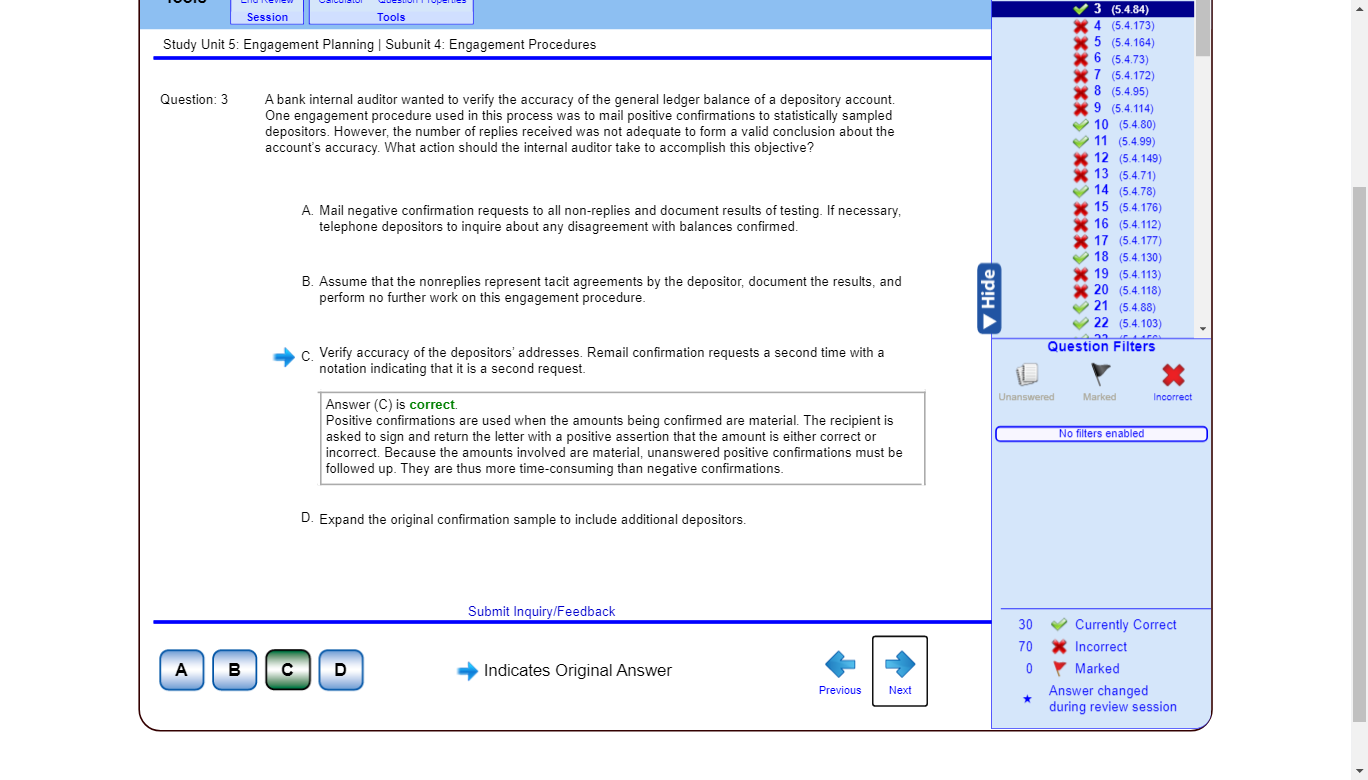 Session
Tools
Study Unit 5: Engagement Planning | Subunit 4: Engagement Procedures
Question: 3
A bank internal auditor wanted to verify the accuracy of the general ledger balance of a depository account.
One engagement procedure used in this process was to mail positive confirmations to statistically sampled
depositors. However, the number of replies received was not adequate to form a valid conclusion about the
account's accuracy. What action should the internal auditor take to accomplish this objective?
A. Mail negative confirmation requests to all non-replies and document results of testing. If necessary,
telephone depositors to inquire about any disagreement with balances confirmed.
B. Assume that the nonreplies represent tacit agreements by the depositor, document the results, and
perform no further work on this engagement procedure.
C. Verify accuracy of the depositors' addresses. Remail confirmation requests a second time with a
notation indicating that it is a second request.
Answer (C) is correct.
Positive confirmations are used when the amounts being confirmed are material. The recipient is
asked to sign and return the letter with a positive assertion that the amount is either correct or
incorrect. Because the amounts involved are material, unanswered positive confirmations must be
followed up. They are thus more time-consuming than negative confirmations.
D. Expand the original confirmation sample to include additional depositors.
Submit Inquiry/Feedback
A B C D
Indicates Original Answer
Previous
Next
3 (5.4.84)
4 (5.4.173)
5 (5.4.164)
6 (5.4.73)
7 (5.4.172)
8 (5.4.95)
9 (5.4.114)
10 (5.4.80)
11 (5.4.99)
12 (5.4.149)
13 (5.4.71)
14 (5.4.78)
15 (5.4.176)
16 (5.4.112)
17 (5.4.177)
18 (5.4.130)
19 (5.4.113)
20 (5.4.118)
21 (5.4.88)
22 (5.4.103)
Hide
Question Filters
Unanswered
Marked
Incorrect
No filters enabled
30 Currently Correct
70 Incorrect
0 Marked
Answer changed
during review session